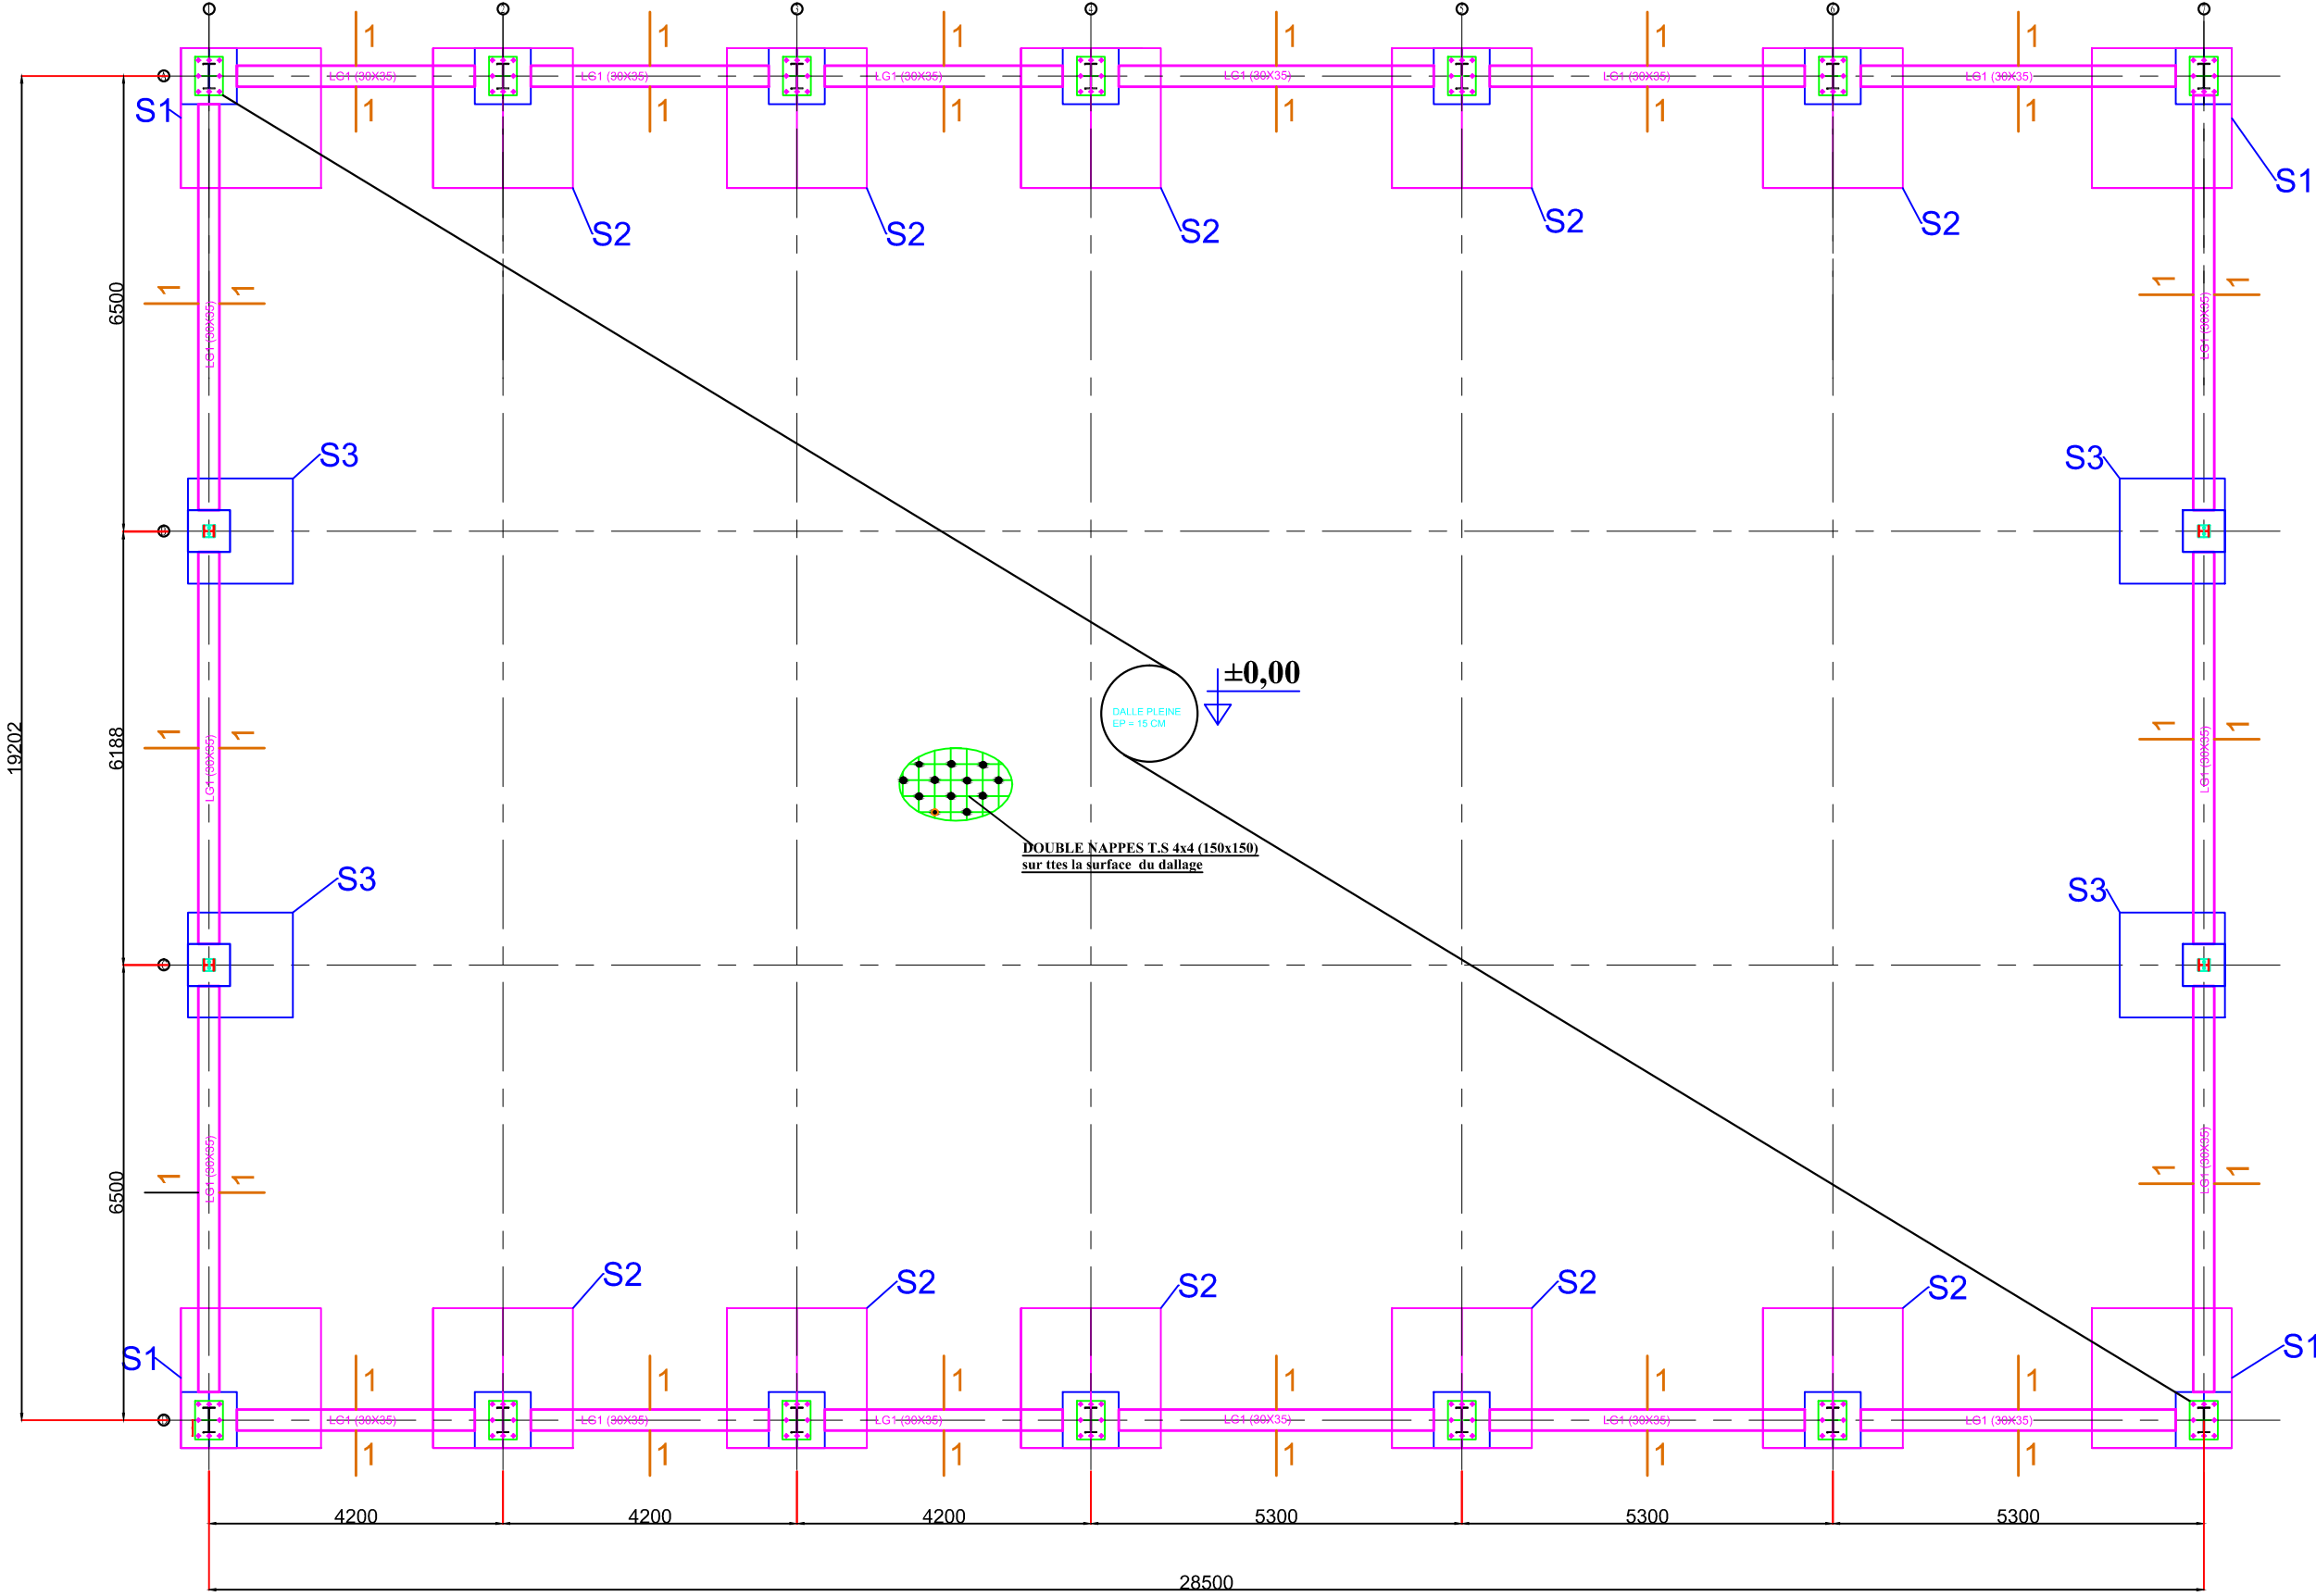 1 2 3 4 5 6 7
1 1 1 1 1 1
A
LG1 (30X35) LG1 (30X35) LG1 (30X35) LG1 (30X35) LG1 (30X35) LG1 (30X35)
S1
1 1 1 1 1 1
S1
S2 S2 S2 S2 S2
1 1
1 1
6500
LG1 (30X35)
LG1 (30X35)
S3
S3
±0,00
DALLE PLEINE
EP = 15 CM
19202
6188
1 1
1 1
LG1 (30X35)
LG1 (30X35)
DOUBLE NAPPES T.S 4x4 (150x150)
sur ttes la surface du dallage
S3
S3
6500
1 1
1 1
LG1 (30X35)
LG1 (30X35)
S2 S2 S2 S2 S2
S1
S1
1 1 1 1 1 1
LG1 (30X35) LG1 (30X35) LG1 (30X35) LG1 (30X35) LG1 (30X35) LG1 (30X35)
1 1 1 1 1 1
4200 4200 4200 5300 5300 5300
28500